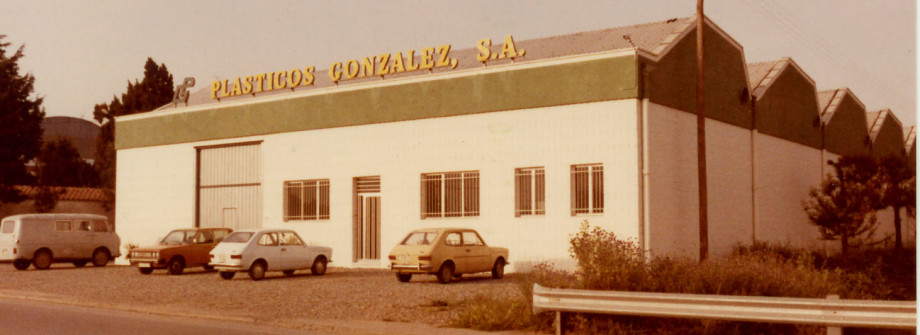 PLASTICOS GONZALEZ, S.A.